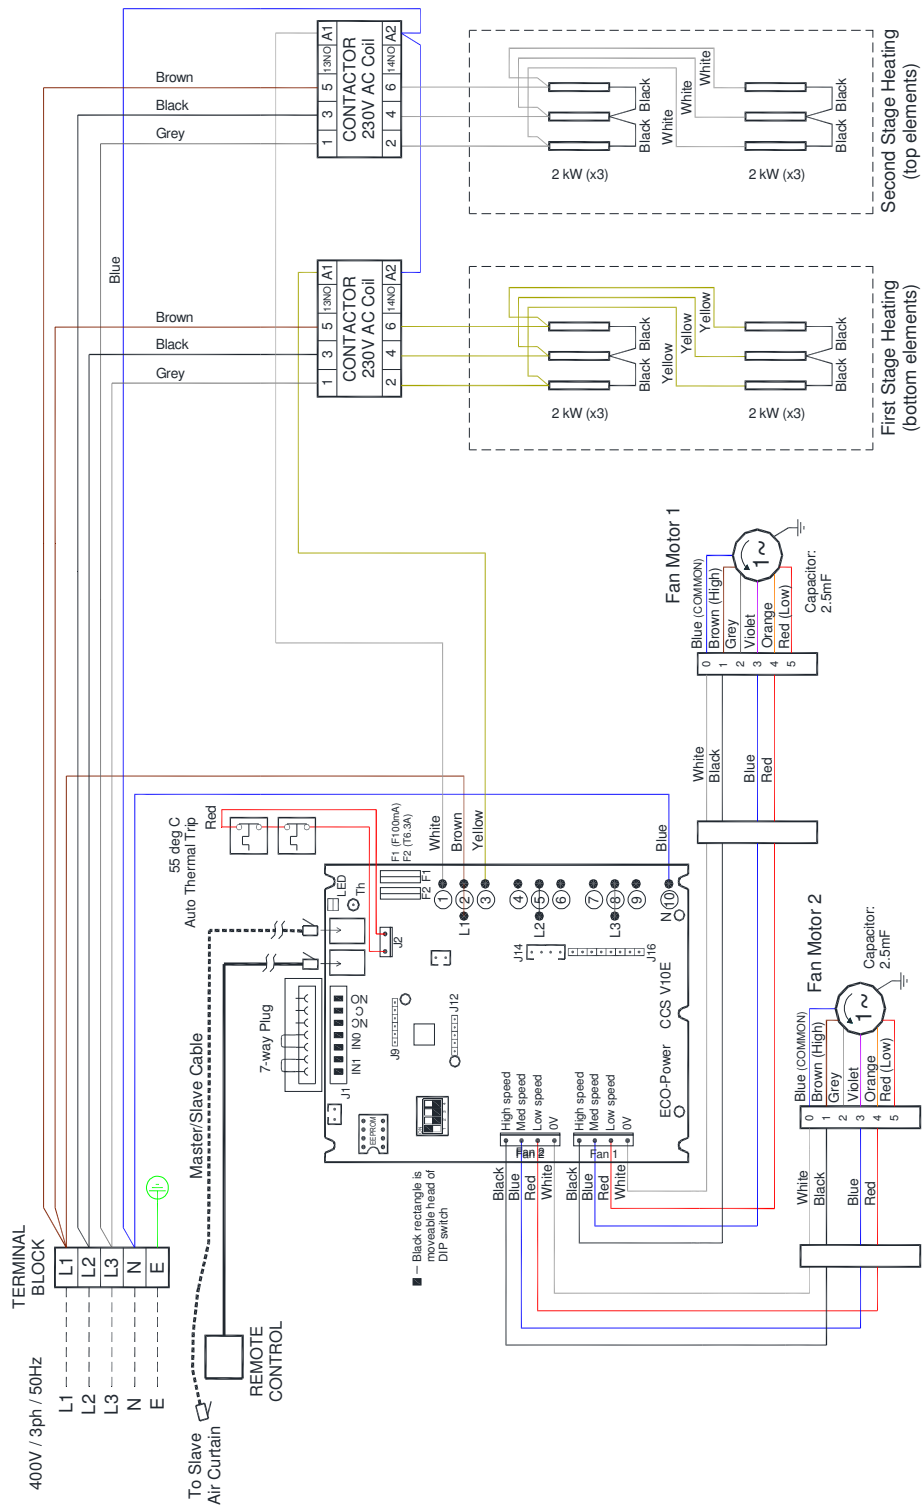 400V / 3ph / 50Hz
L1
L2
L3
N
E
TERMINAL
BLOCK
L1
L2
L3
N
E
To Slave
Air Curtain
REMOTE
CONTROL
Master/Slave Cable
Blue
Brown
Black
Grey
Brown
Black
Grey
1
3
5
13NO
A1
CONTACTOR
230V AC Coil
2
4
6
14NO
A2
1
3
5
13NO
A1
CONTACTOR
230V AC Coil
2
4
6
14NO
A2
White
White
White
Black
Black
Black
Black
2 kW (x3)
2 kW (x3)
Second Stage Heating
(top elements)
Yellow
Yellow
Yellow
Black
Black
Black
Black
2 kW (x3)
2 kW (x3)
First Stage Heating
(bottom elements)
55 deg C
Auto Thermal Trip
Red
7-way Plug
F1 (F100mA)
F2 (T6.3A)
F1
F2
LED
Th
J2
J1
IN1
IN0
NC
C
NO
J9
J12
EEPROM
J14
J16
White
Brown
Yellow
Blue
1
2
3
4
5
6
7
8
9
10
L1
L2
L3
N
ECO-Power
CCS V10E
High speed
Med speed
Low speed
0V
Fan 2
High speed
Med speed
Low speed
0V
Fan 1
Black
Blue
Red
White
Black
Blue
Red
White
– Black rectangle is
moveable head of
DIP switch
Fan Motor 1
Blue (COMMON)
Brown (High)
Grey
Violet
Orange
Red (Low)
1~
Capacitor:
2.5mF
0
1
2
3
4
5
White
Black
Blue
Red
Fan Motor 2
Blue (COMMON)
Brown (High)
Grey
Violet
Orange
Red (Low)
1~
Capacitor:
2.5mF
0
1
2
3
4
5
White
Black
Blue
Red